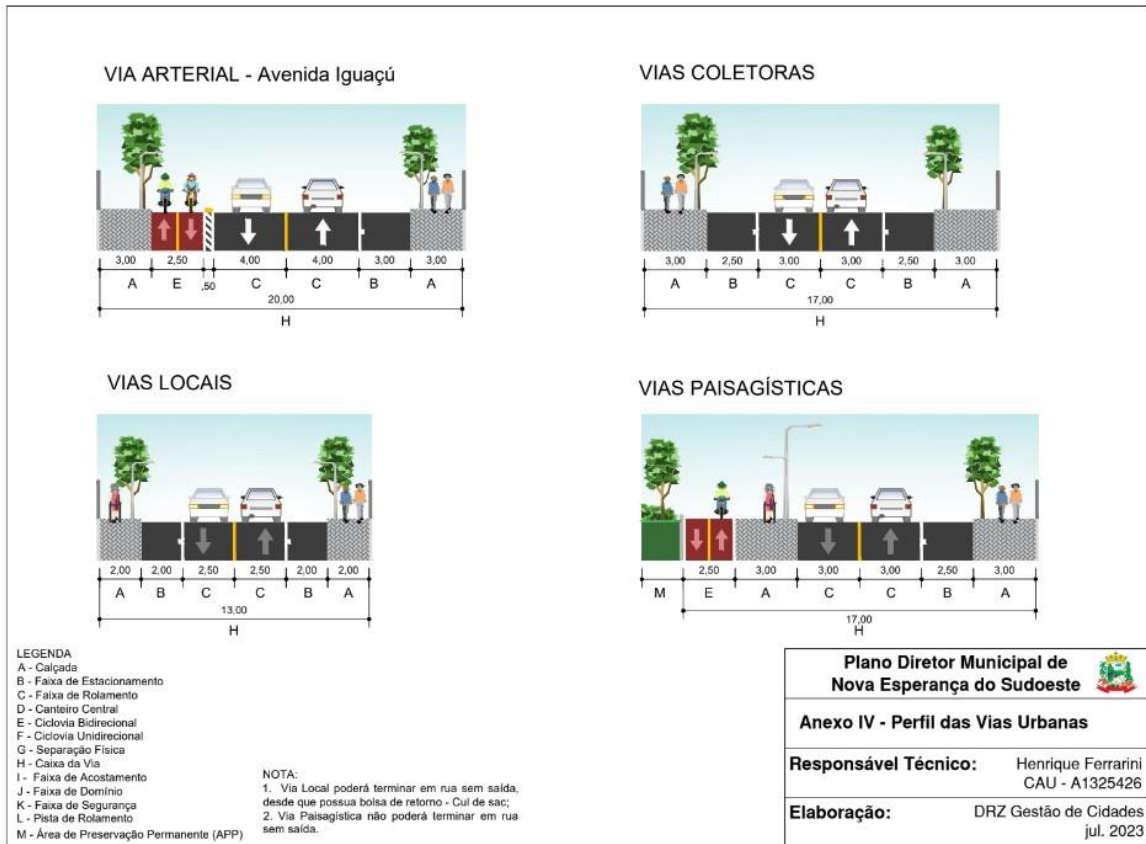 VIA ARTERIAL - Avenida Iguaçú
3,00 2,50 4,00 4,00 3,00 3,00
A E ,50 C C B A
20,00
H
VIAS COLETORAS
3,00 2,50 3.00 3,00 2,50 3.00
A B C C B A
17,00
H
VIAS LOCAIS
2,00 2,00 2,50 2,50 2,00 2,00
A B C C B A
13,00
H
VIAS PAISAGÍSTICAS
2,50 3,00 3,00 3,00 2,50 3,00
M E A C C B A
17,00
H
LEGENDA
A - Calçada
B - Faixa de Estacionamento
C - Faixa de Rolamento
D - Canteiro Central
E - Ciclovia Bidirecional
F - Ciclovia Unidirecional
G - Separação Física
H - Caixa da Via
I - Faixa de Acostamento
J - Faixa de Domínio
K - Faixa de Segurança
L - Pista de Rolamento
M - Área de Preservação Permanente (APP)
NOTA:
1. Via Local poderá terminar em rua sem saída,
desde que possua bolsa de retorno - Cul de sac;
2. Via Paisagística não poderá terminar em rua
sem saída.
Plano Diretor Municipal de
Nova Esperança do Sudoeste
Anexo IV - Perfil das Vias Urbanas
Responsável Técnico: Henrique Ferrarini
CAU - A1325426
Elaboração: DRZ Gestão de Cidades
jul. 2023